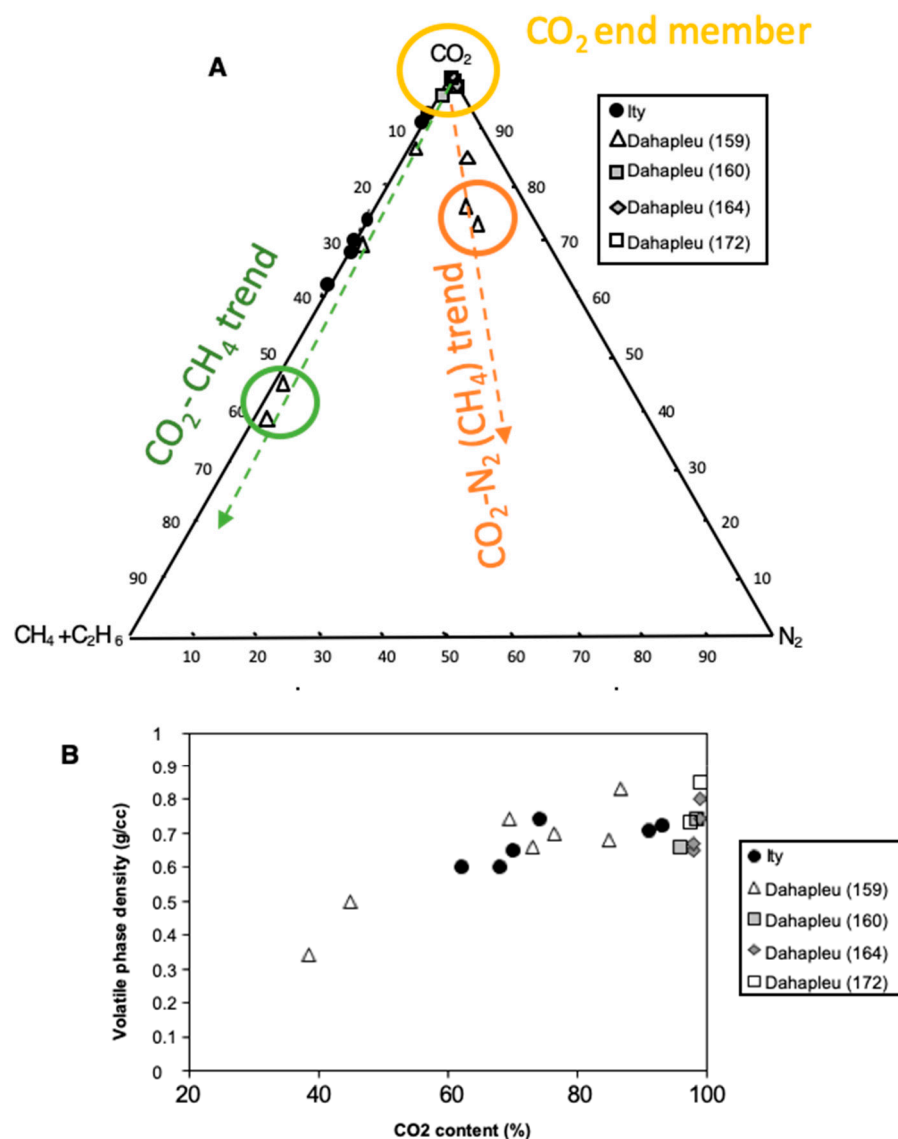 CO₂ end member
A
CO₂
Ity
Dahapleu (159)
Dahapleu (160)
Dahapleu (164)
Dahapleu (172)
10
20
30
40
50
60
70
80
90
90
80
70
60
50
40
30
20
10
CO₂-CH₄ trend
CO₂-N₂ (CH₄) trend
CH₄ +C₂H₆
N₂
10 20 30 40 50 60 70 80 90
B
Volatile phase density (g/cc)
1
0.9
0.8
0.7
0.6
0.5
0.4
0.3
0.2
0.1
0
20 40 60 80 100
CO2 content (%)
Ity
Dahapleu (159)
Dahapleu (160)
Dahapleu (164)
Dahapleu (172)